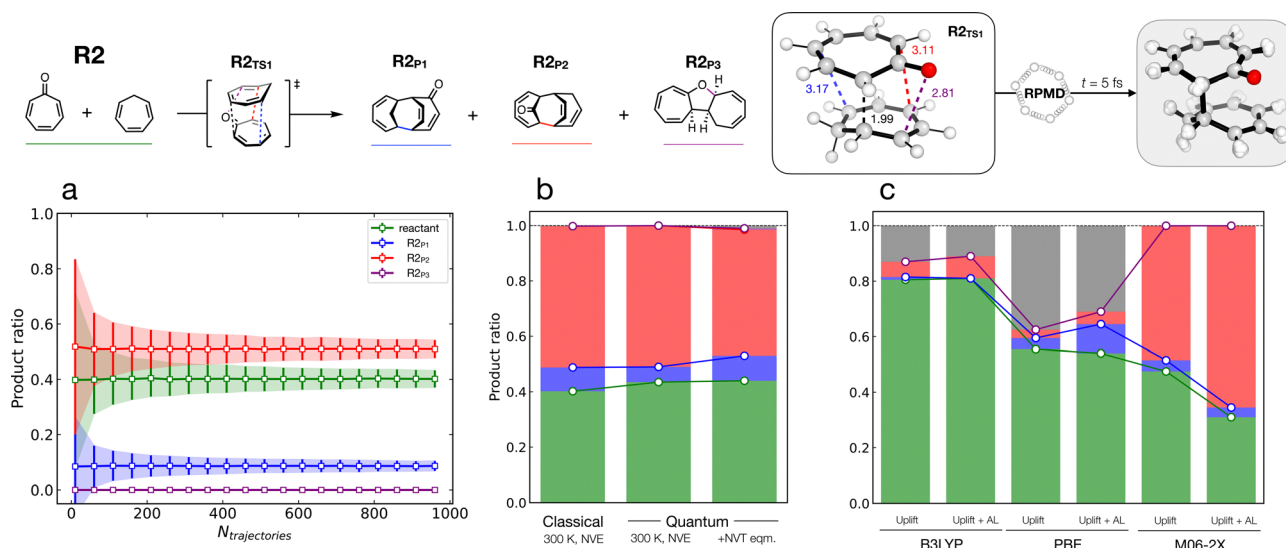 R2
R2TS1
‡
R2P1
R2P2
R2P3
O
+
O
O
+
O
+
O
H
H
H
R2TS1
3.11
3.17
2.81
1.99
RPMD
t = 5 fs
a
Product ratio
1.0
0.8
0.6
0.4
0.2
0.0
reactant
R2P1
R2P2
R2P3
0
200
400
600
800
1000
Ntrajectories
b
Product ratio
1.0
0.8
0.6
0.4
0.2
0.0
Classical
300 K, NVE
Quantum
300 K, NVE
+NVT eqm.
c
Product ratio
1.0
0.8
0.6
0.4
0.2
0.0
Uplift
Uplift + AL
Uplift
Uplift + AL
Uplift
Uplift + AL
B3LYP
PBE
M06-2X